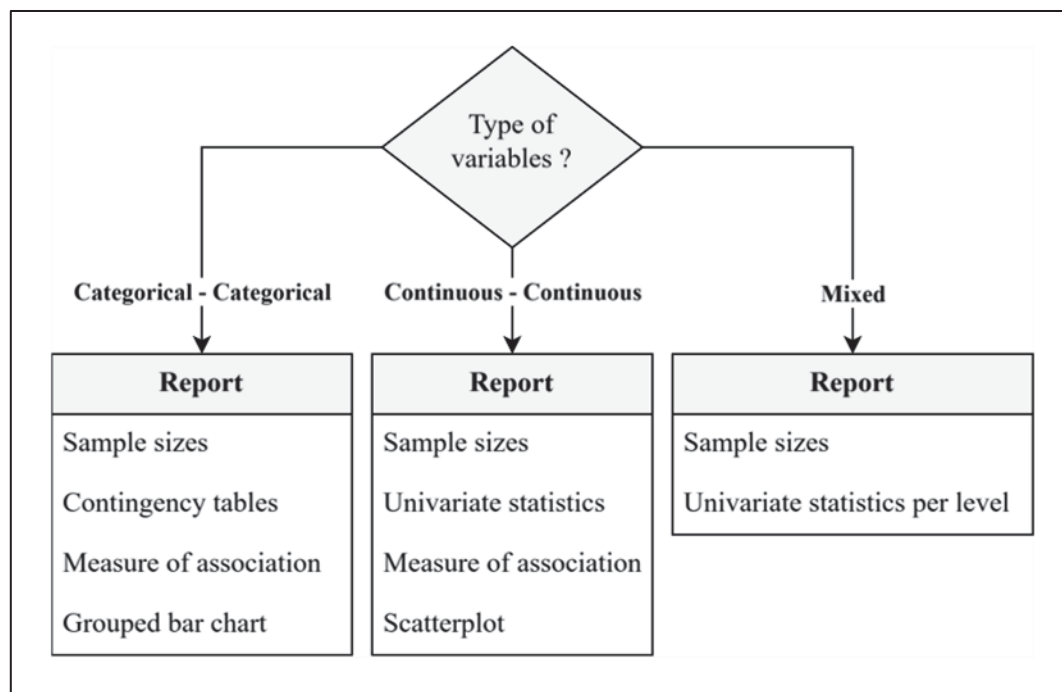 Type of
variables ?
Categorical - Categorical
Continuous - Continuous
Mixed
Report
Sample sizes
Contingency tables
Measure of association
Grouped bar chart
Report
Sample sizes
Univariate statistics
Measure of association
Scatterplot
Report
Sample sizes
Univariate statistics per level